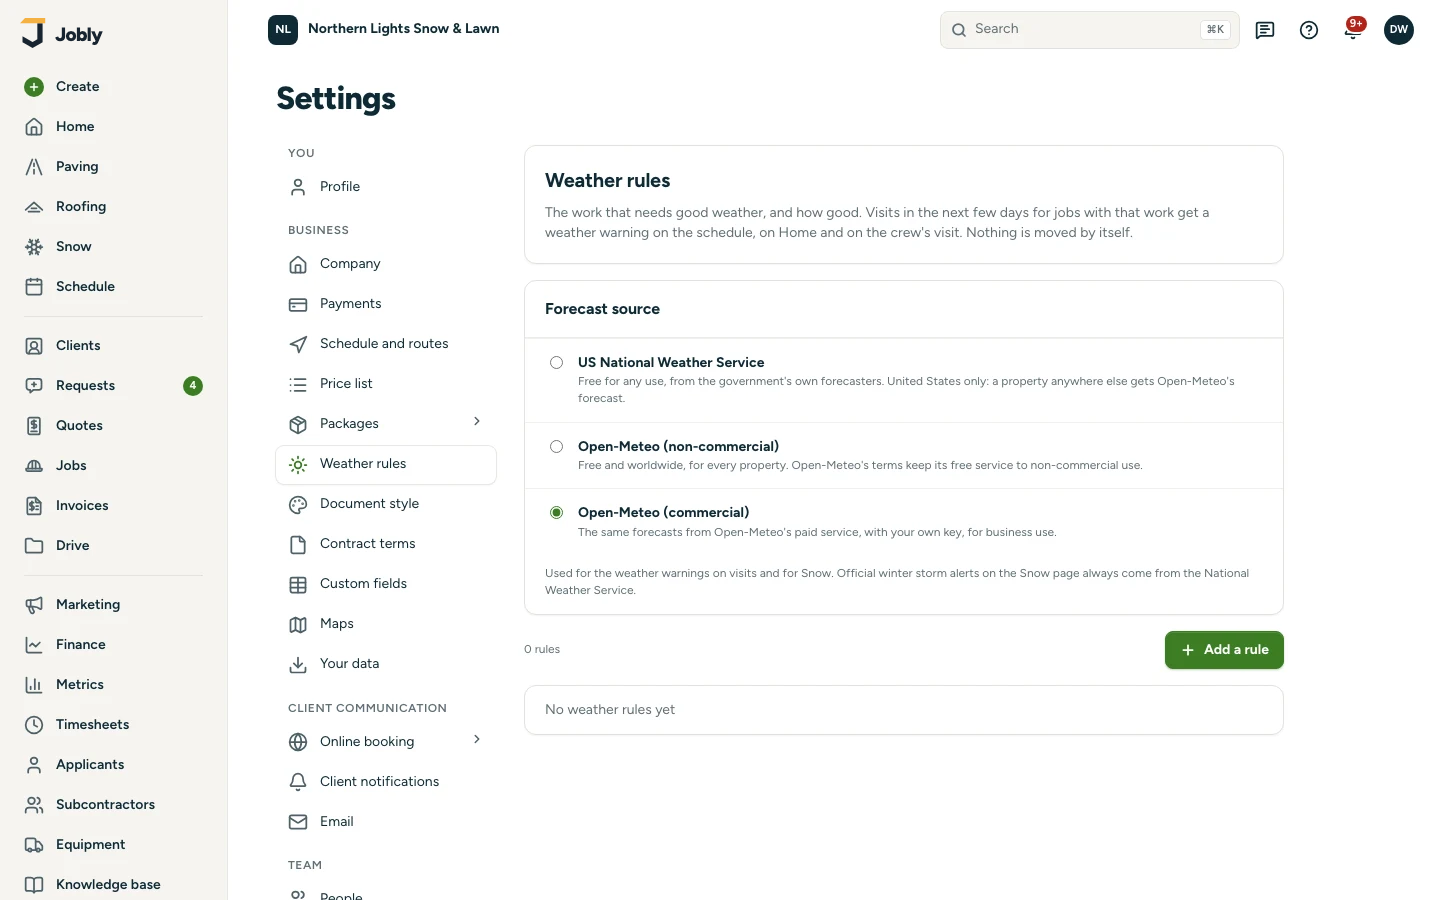 Jobly
Create
Home
Paving
Roofing
Snow
Schedule
Clients
Requests 4
Quotes
Jobs
Invoices
Drive
Marketing
Finance
Metrics
Timesheets
Applicants
Subcontractors
Equipment
Knowledge base
NL Northern Lights Snow & Lawn
Search ⌘K
9+
DW
Settings
YOU
Profile
BUSINESS
Company
Payments
Schedule and routes
Price list
Packages
Weather rules
Document style
Contract terms
Custom fields
Maps
Your data
CLIENT COMMUNICATION
Online booking
Client notifications
Email
TEAM
People
Weather rules
The work that needs good weather, and how good. Visits in the next few days for jobs with that work get a
weather warning on the schedule, on Home and on the crew's visit. Nothing is moved by itself.
Forecast source
US National Weather Service
Free for any use, from the government's own forecasters. United States only: a property anywhere else gets Open-Meteo's
forecast.
Open-Meteo (non-commercial)
Free and worldwide, for every property. Open-Meteo's terms keep its free service to non-commercial use.
Open-Meteo (commercial)
The same forecasts from Open-Meteo's paid service, with your own key, for business use.
Used for the weather warnings on visits and for Snow. Official winter storm alerts on the Snow page always come from the National
Weather Service.
0 rules
Add a rule
No weather rules yet